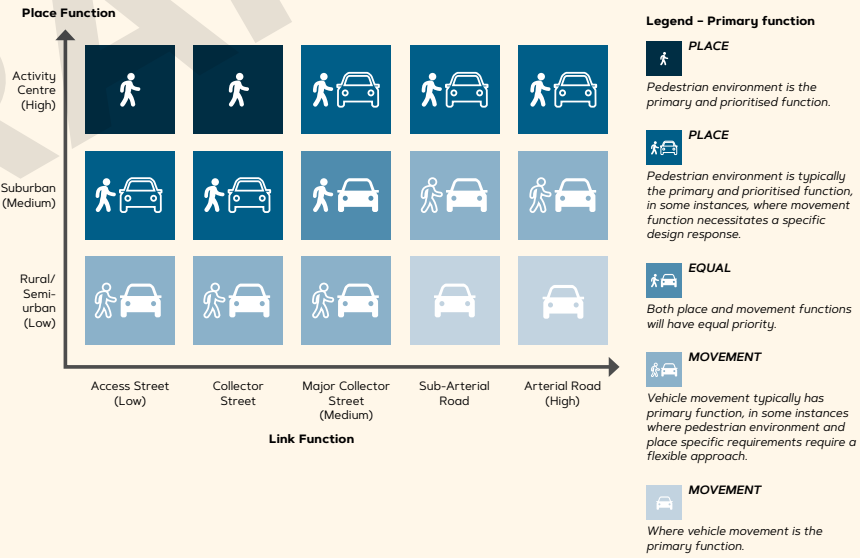 Place Function
Activity
Centre
(High)
Suburban
(Medium)
Rural/
Semi-
urban
(Low)
Access Street
(Low)
Collector
Street
Major Collector
Street
(Medium)
Sub-Arterial
Road
Arterial Road
(High)
Link Function
Legend – Primary function
PLACE
Pedestrian environment is the
primary and prioritised function.
PLACE
Pedestrian environment is typically
the primary and prioritised function,
in some instances, where movement
function necessitates a specific
design response.
EQUAL
Both place and movement functions
will have equal priority.
MOVEMENT
Vehicle movement typically has
primary function, in some instances
where pedestrian environment and
place specific requirements require a
flexible approach.
MOVEMENT
Where vehicle movement is the
primary function.